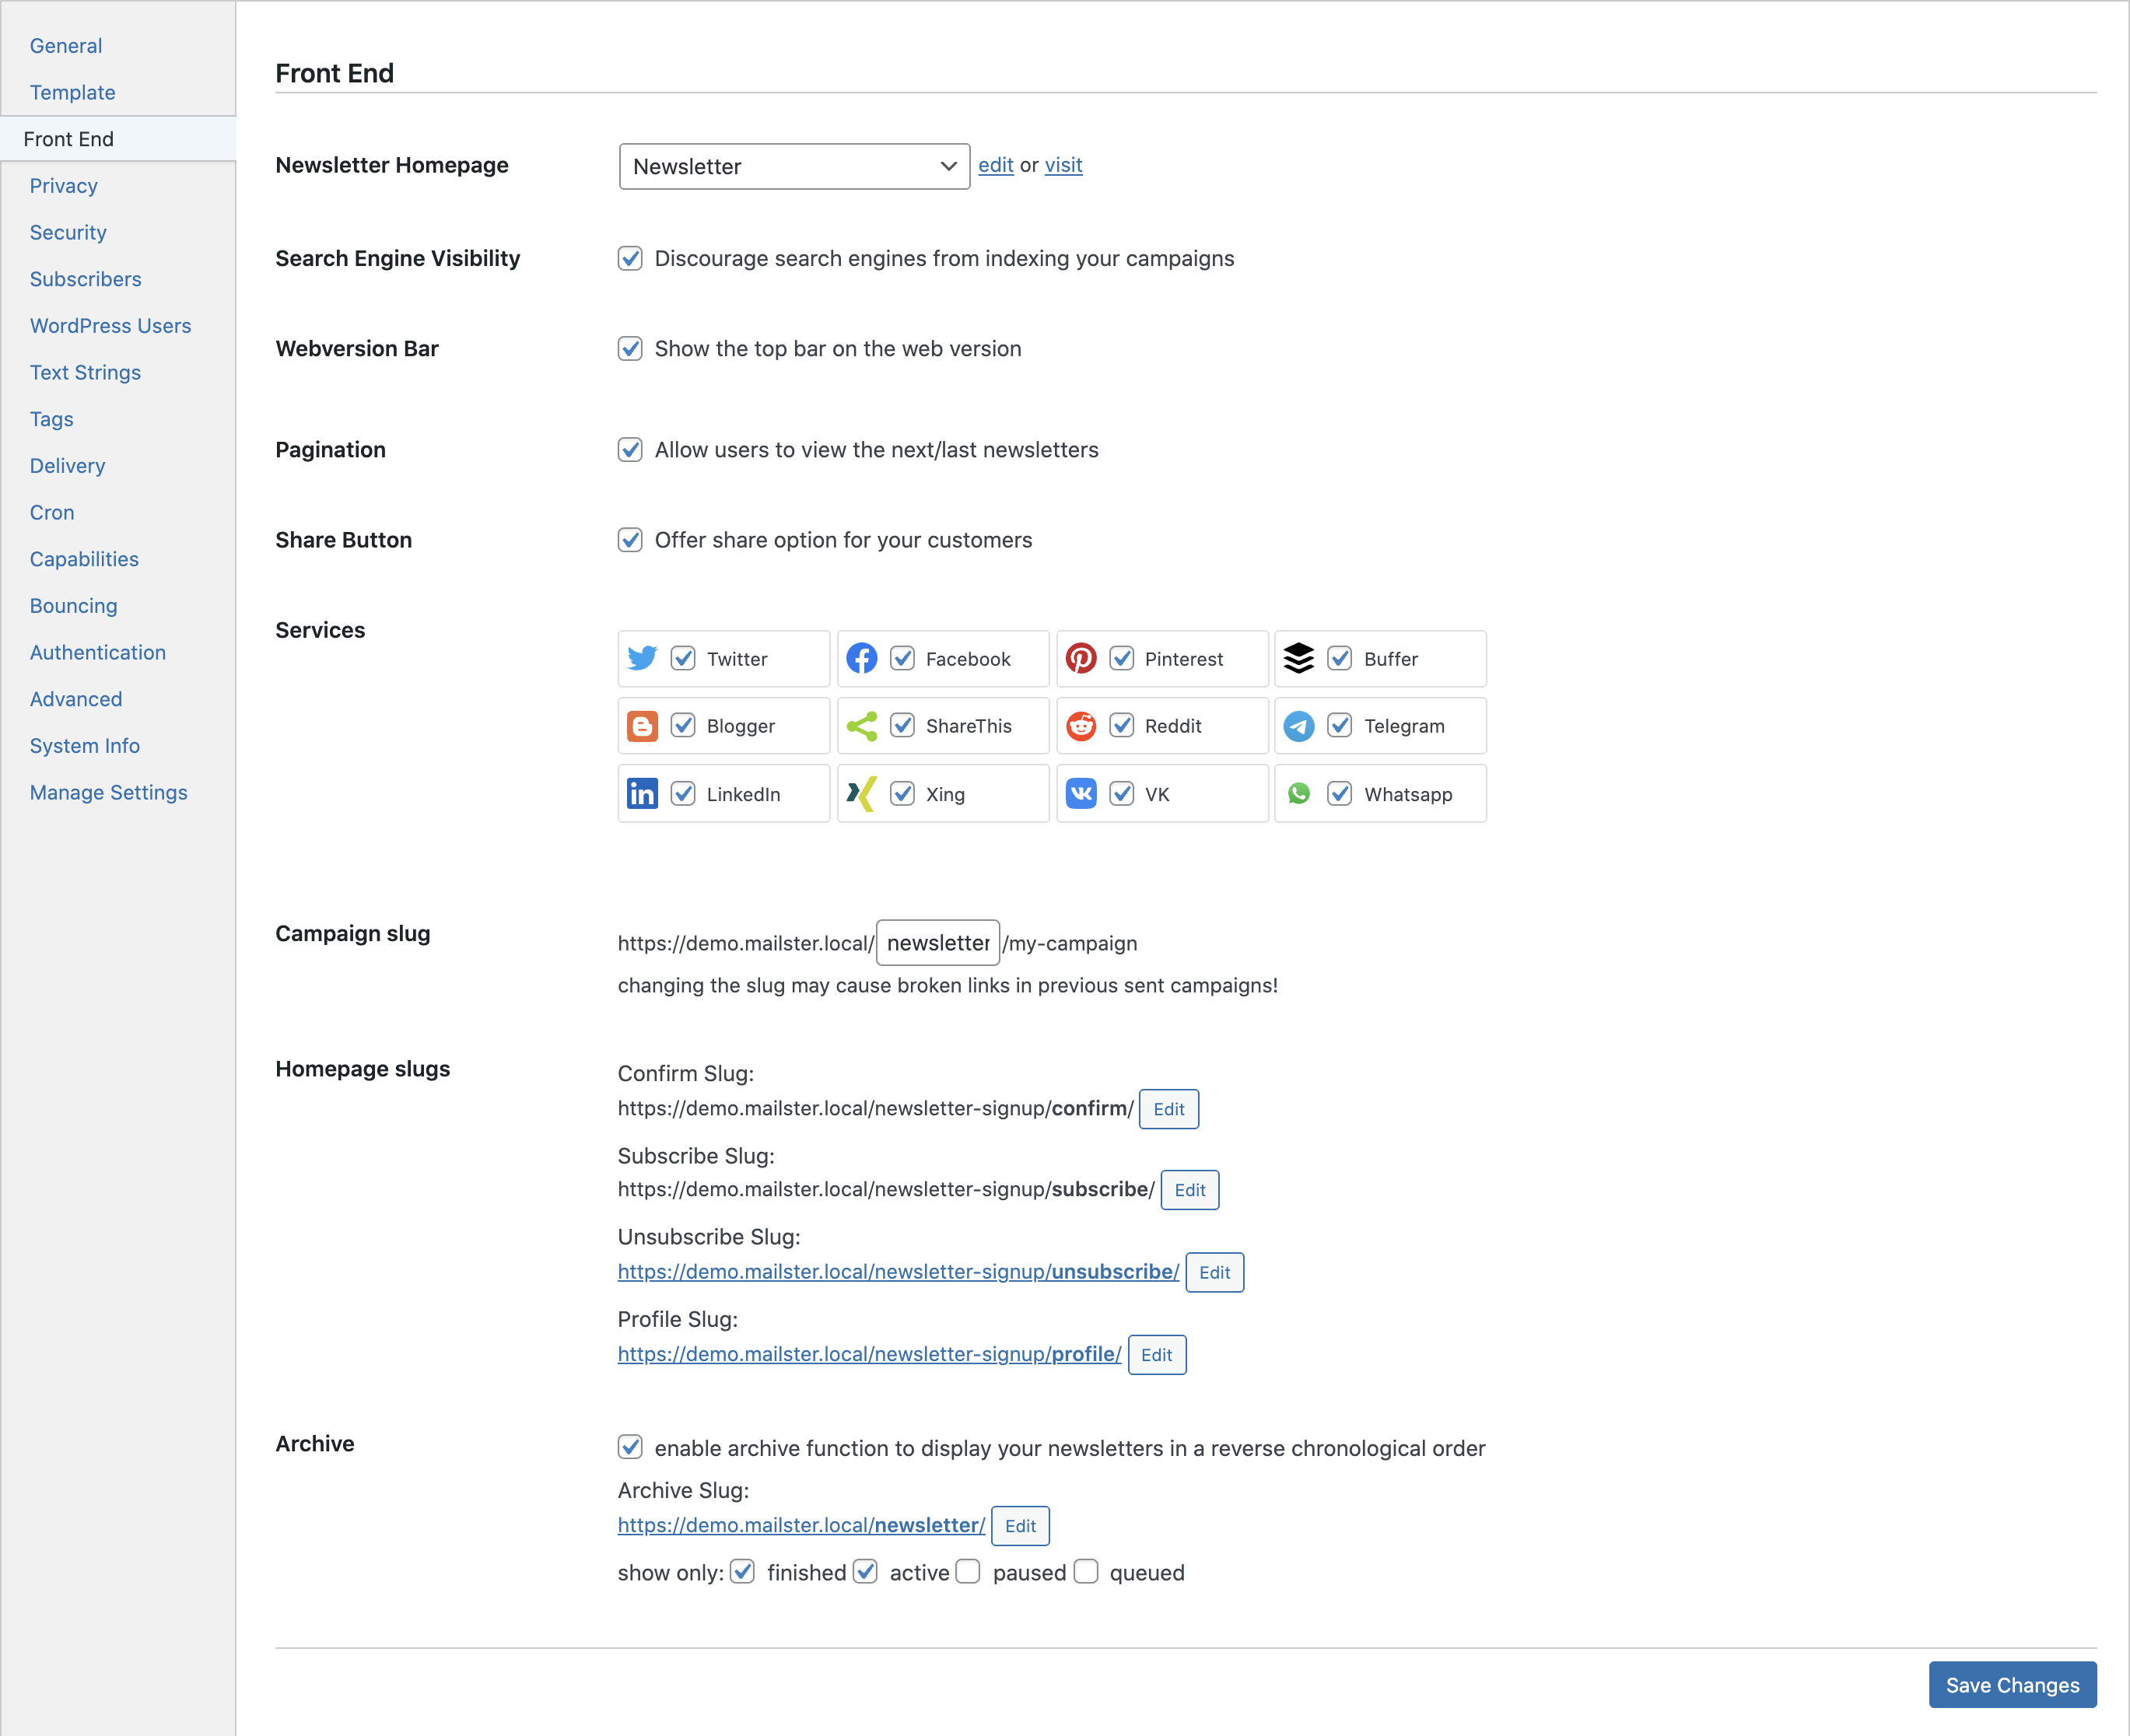 General
Template
Front End
Privacy
Security
Subscribers
WordPress Users
Text Strings
Tags
Delivery
Cron
Capabilities
Bouncing
Authentication
Advanced
System Info
Manage Settings
Front End
Newsletter Homepage Newsletter edit or visit
Search Engine Visibility Discourage search engines from indexing your campaigns
Webversion Bar Show the top bar on the web version
Pagination Allow users to view the next/last newsletters
Share Button Offer share option for your customers
Services
Twitter Facebook Pinterest Buffer
Blogger ShareThis Reddit Telegram
LinkedIn Xing VK Whatsapp
Campaign slug https://demo.mailster.local/ newsletter /my-campaign
changing the slug may cause broken links in previous sent campaigns!
Homepage slugs Confirm Slug:
https://demo.mailster.local/newsletter-signup/confirm/ Edit
Subscribe Slug:
https://demo.mailster.local/newsletter-signup/subscribe/ Edit
Unsubscribe Slug:
https://demo.mailster.local/newsletter-signup/unsubscribe/ Edit
Profile Slug:
https://demo.mailster.local/newsletter-signup/profile/ Edit
Archive enable archive function to display your newsletters in a reverse chronological order
Archive Slug:
https://demo.mailster.local/newsletter/ Edit
show only: finished active paused queued
Save Changes